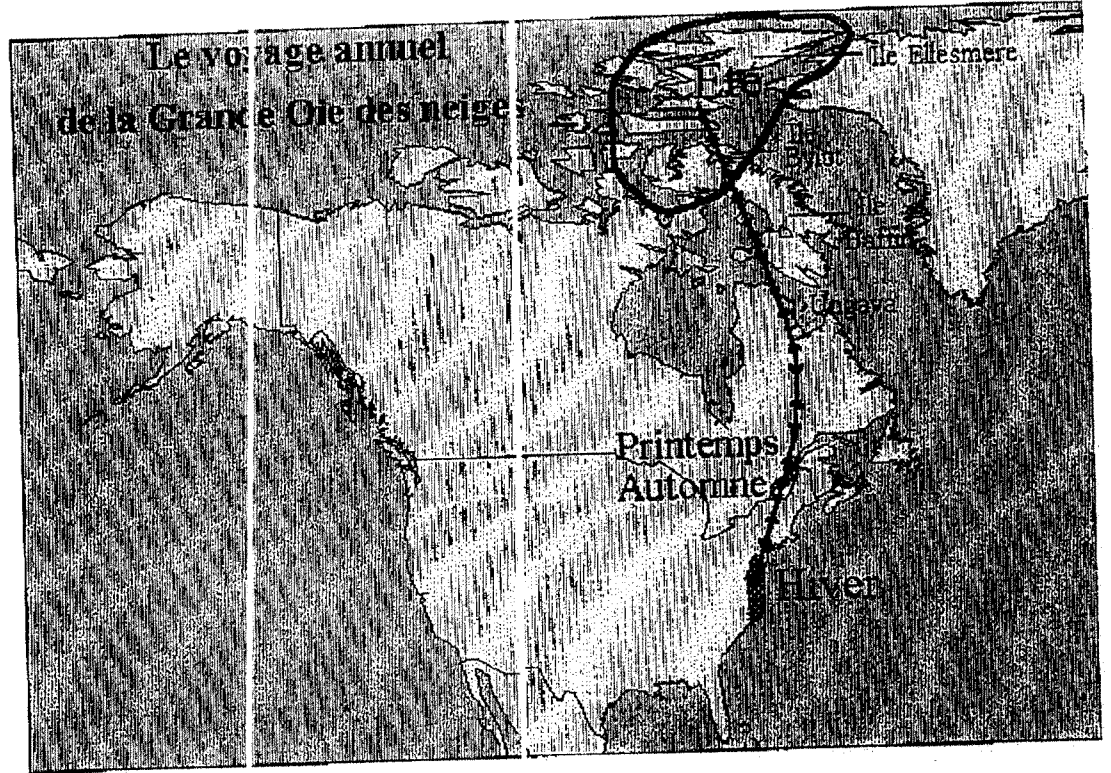 Le voyage annuel
de la Grande Oie des neiges
Eté
Île Ellesmere
Île
Bylot
Île
Baffin
Ungava
Printemps
Automne
Hiver